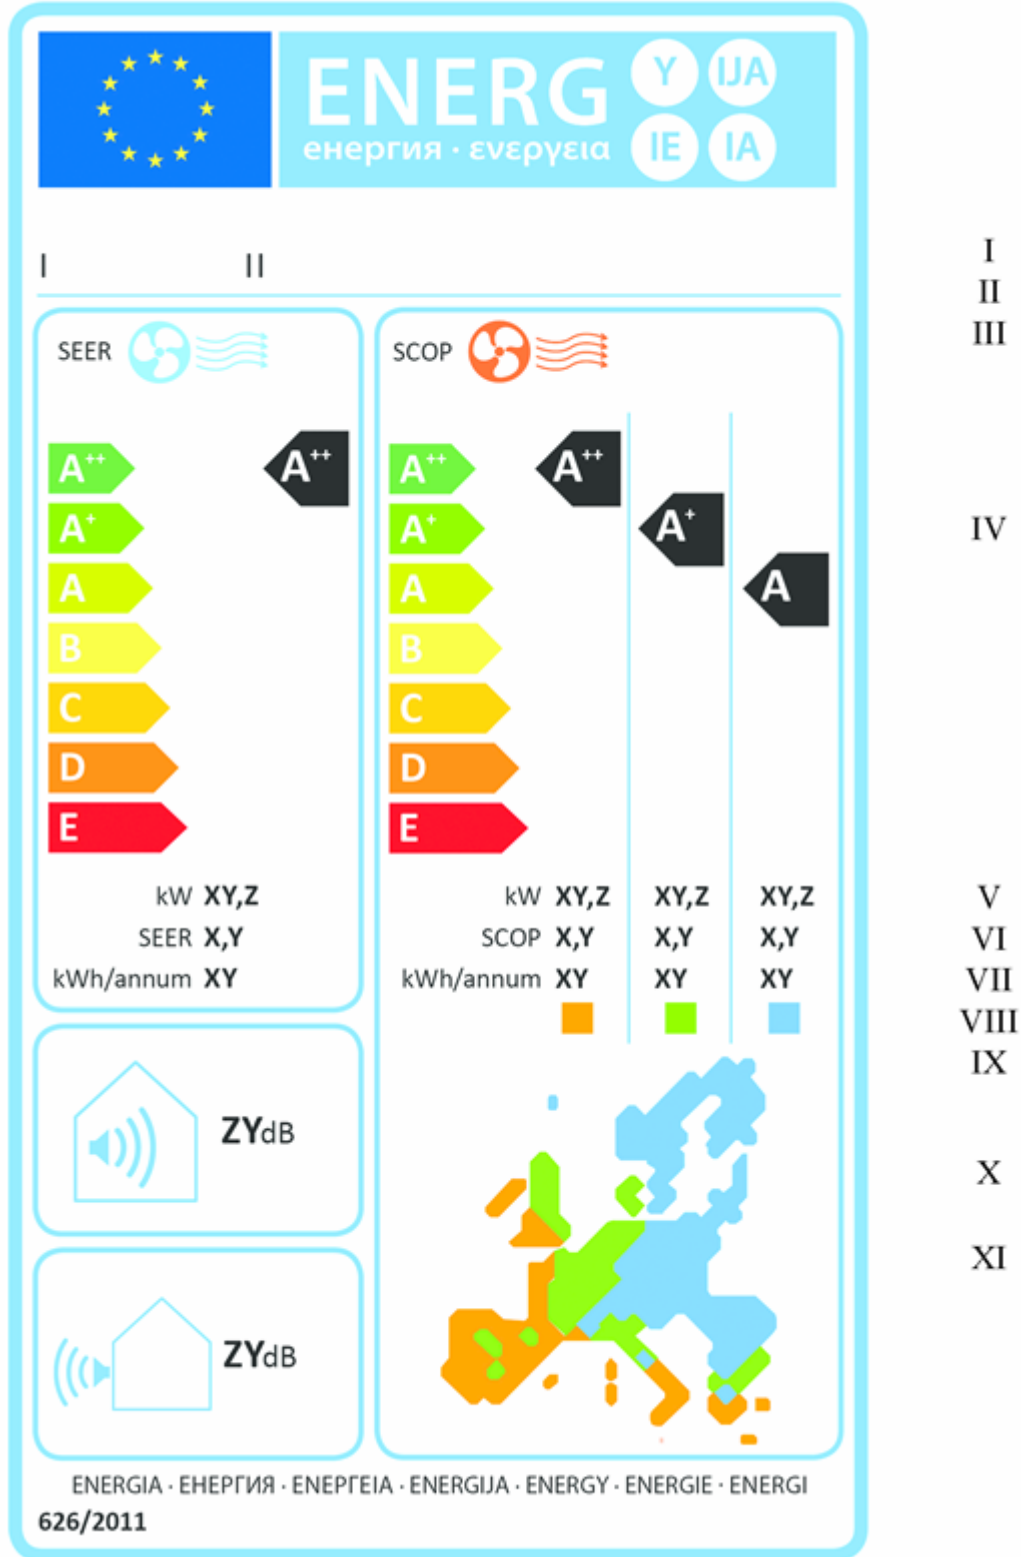 ENERG Y IJA
енергия · ενεργεια IE IA
I II
I
II
III
SEER
SCOP
A++ A++
A+
A
B
C
D
E
A++ A++
A+ A+
A A
B
C
D
E
IV
kW XY,Z
SEER X,Y
kWh/annum XY
kW XY,Z XY,Z XY,Z
SCOP X,Y X,Y X,Y
kWh/annum XY XY XY
V
VI
VII
VIII
IX
X
XI
ZYdB
ZYdB
ENERGIA · ЕНЕРГИЯ · ΕΝΕΡΓΕΙΑ · ENERGIJA · ENERGY · ENERGIE · ENERGI
626/2011